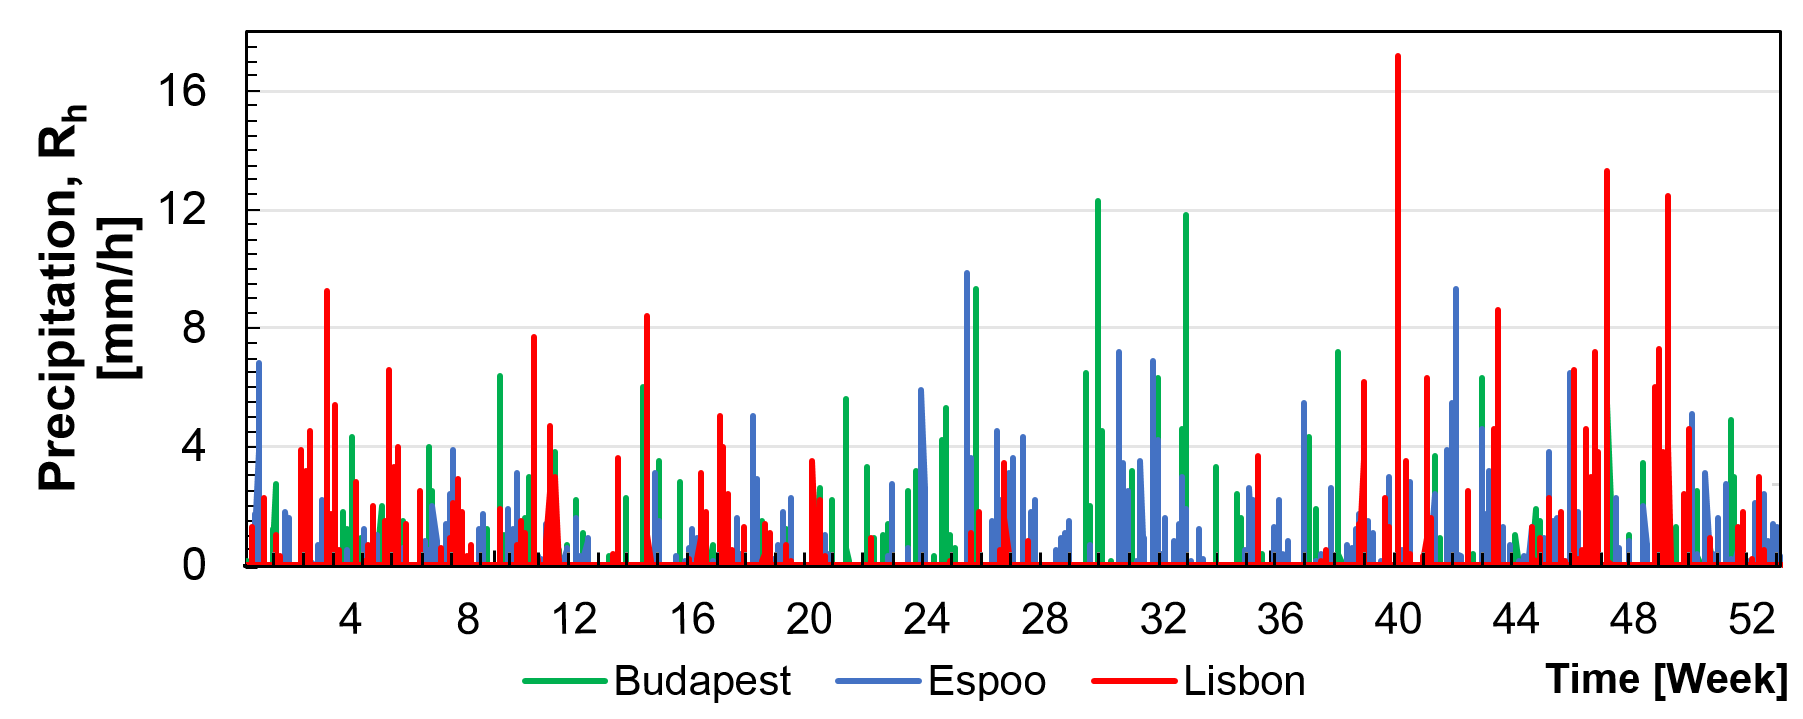 Precipitation, Rh
[mm/h]
16
12
8
4
0
4 8 12 16 20 24 28 32 36 40 44 48 52
Time [Week]
Budapest Espoo Lisbon